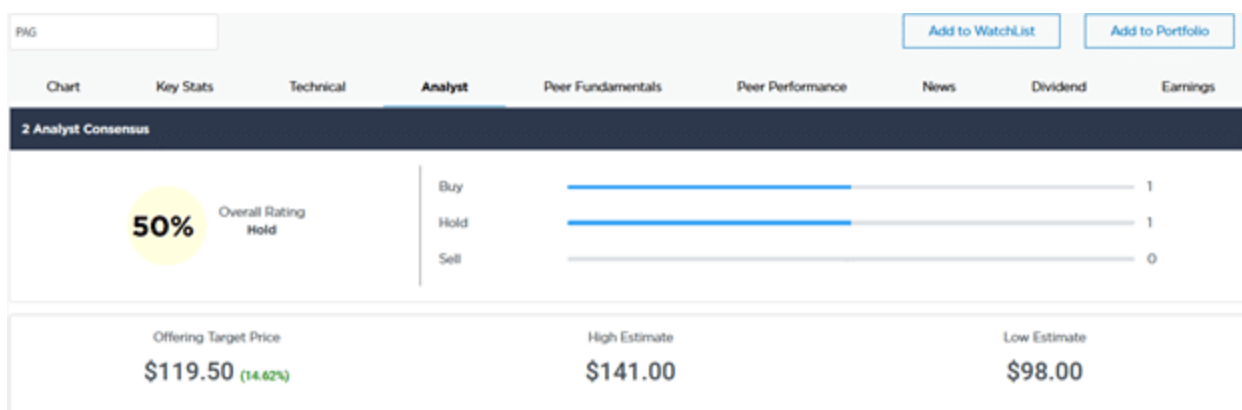 PAG
Add to WatchList
Add to Portfolio
Chart Key Stats Technical Analyst Peer Fundamentals Peer Performance News Dividend Earnings
2 Analyst Consensus
50%
Overall Rating
Hold
Buy 1
Hold 1
Sell 0
Offering Target Price High Estimate Low Estimate
$119.50 (14.62%) $141.00 $98.00